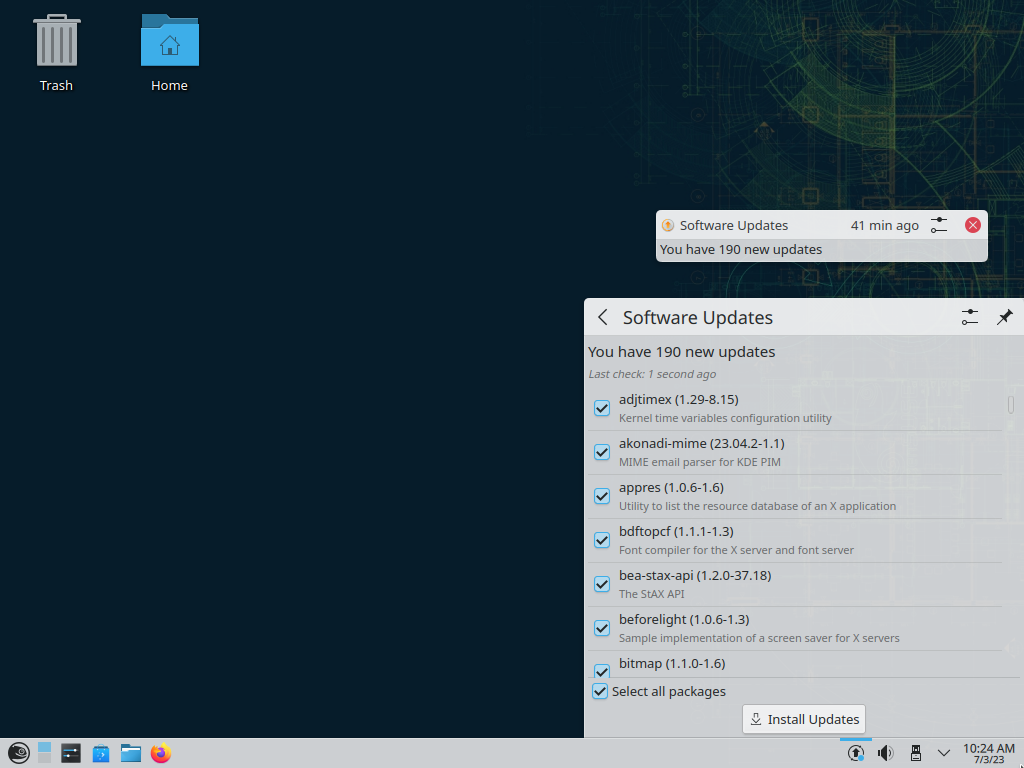 Trash
Home
Software Updates 41 min ago
You have 190 new updates
Software Updates
You have 190 new updates
Last check: 1 second ago
adjtimex (1.29-8.15)
Kernel time variables configuration utility
akonadi-mime (23.04.2-1.1)
MIME email parser for KDE PIM
appres (1.0.6-1.6)
Utility to list the resource database of an X application
bdftopcf (1.1.1-1.3)
Font compiler for the X server and font server
bea-stax-api (1.2.0-37.18)
The StAX API
beforelight (1.0.6-1.3)
Sample implementation of a screen saver for X servers
bitmap (1.1.0-1.6)
Select all packages
Install Updates
10:24 AM
7/3/23